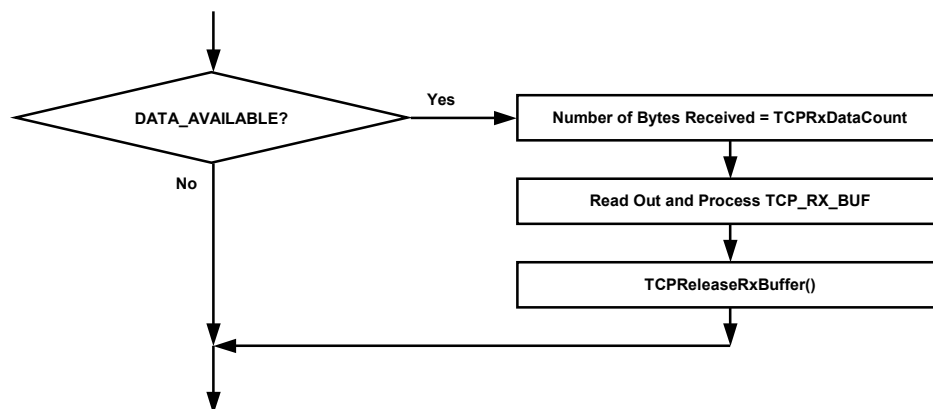 Yes
DATA_AVAILABLE?
Number of Bytes Received = TCPRxDataCount
No
Read Out and Process TCP_RX_BUF
TCPReleaseRxBuffer()